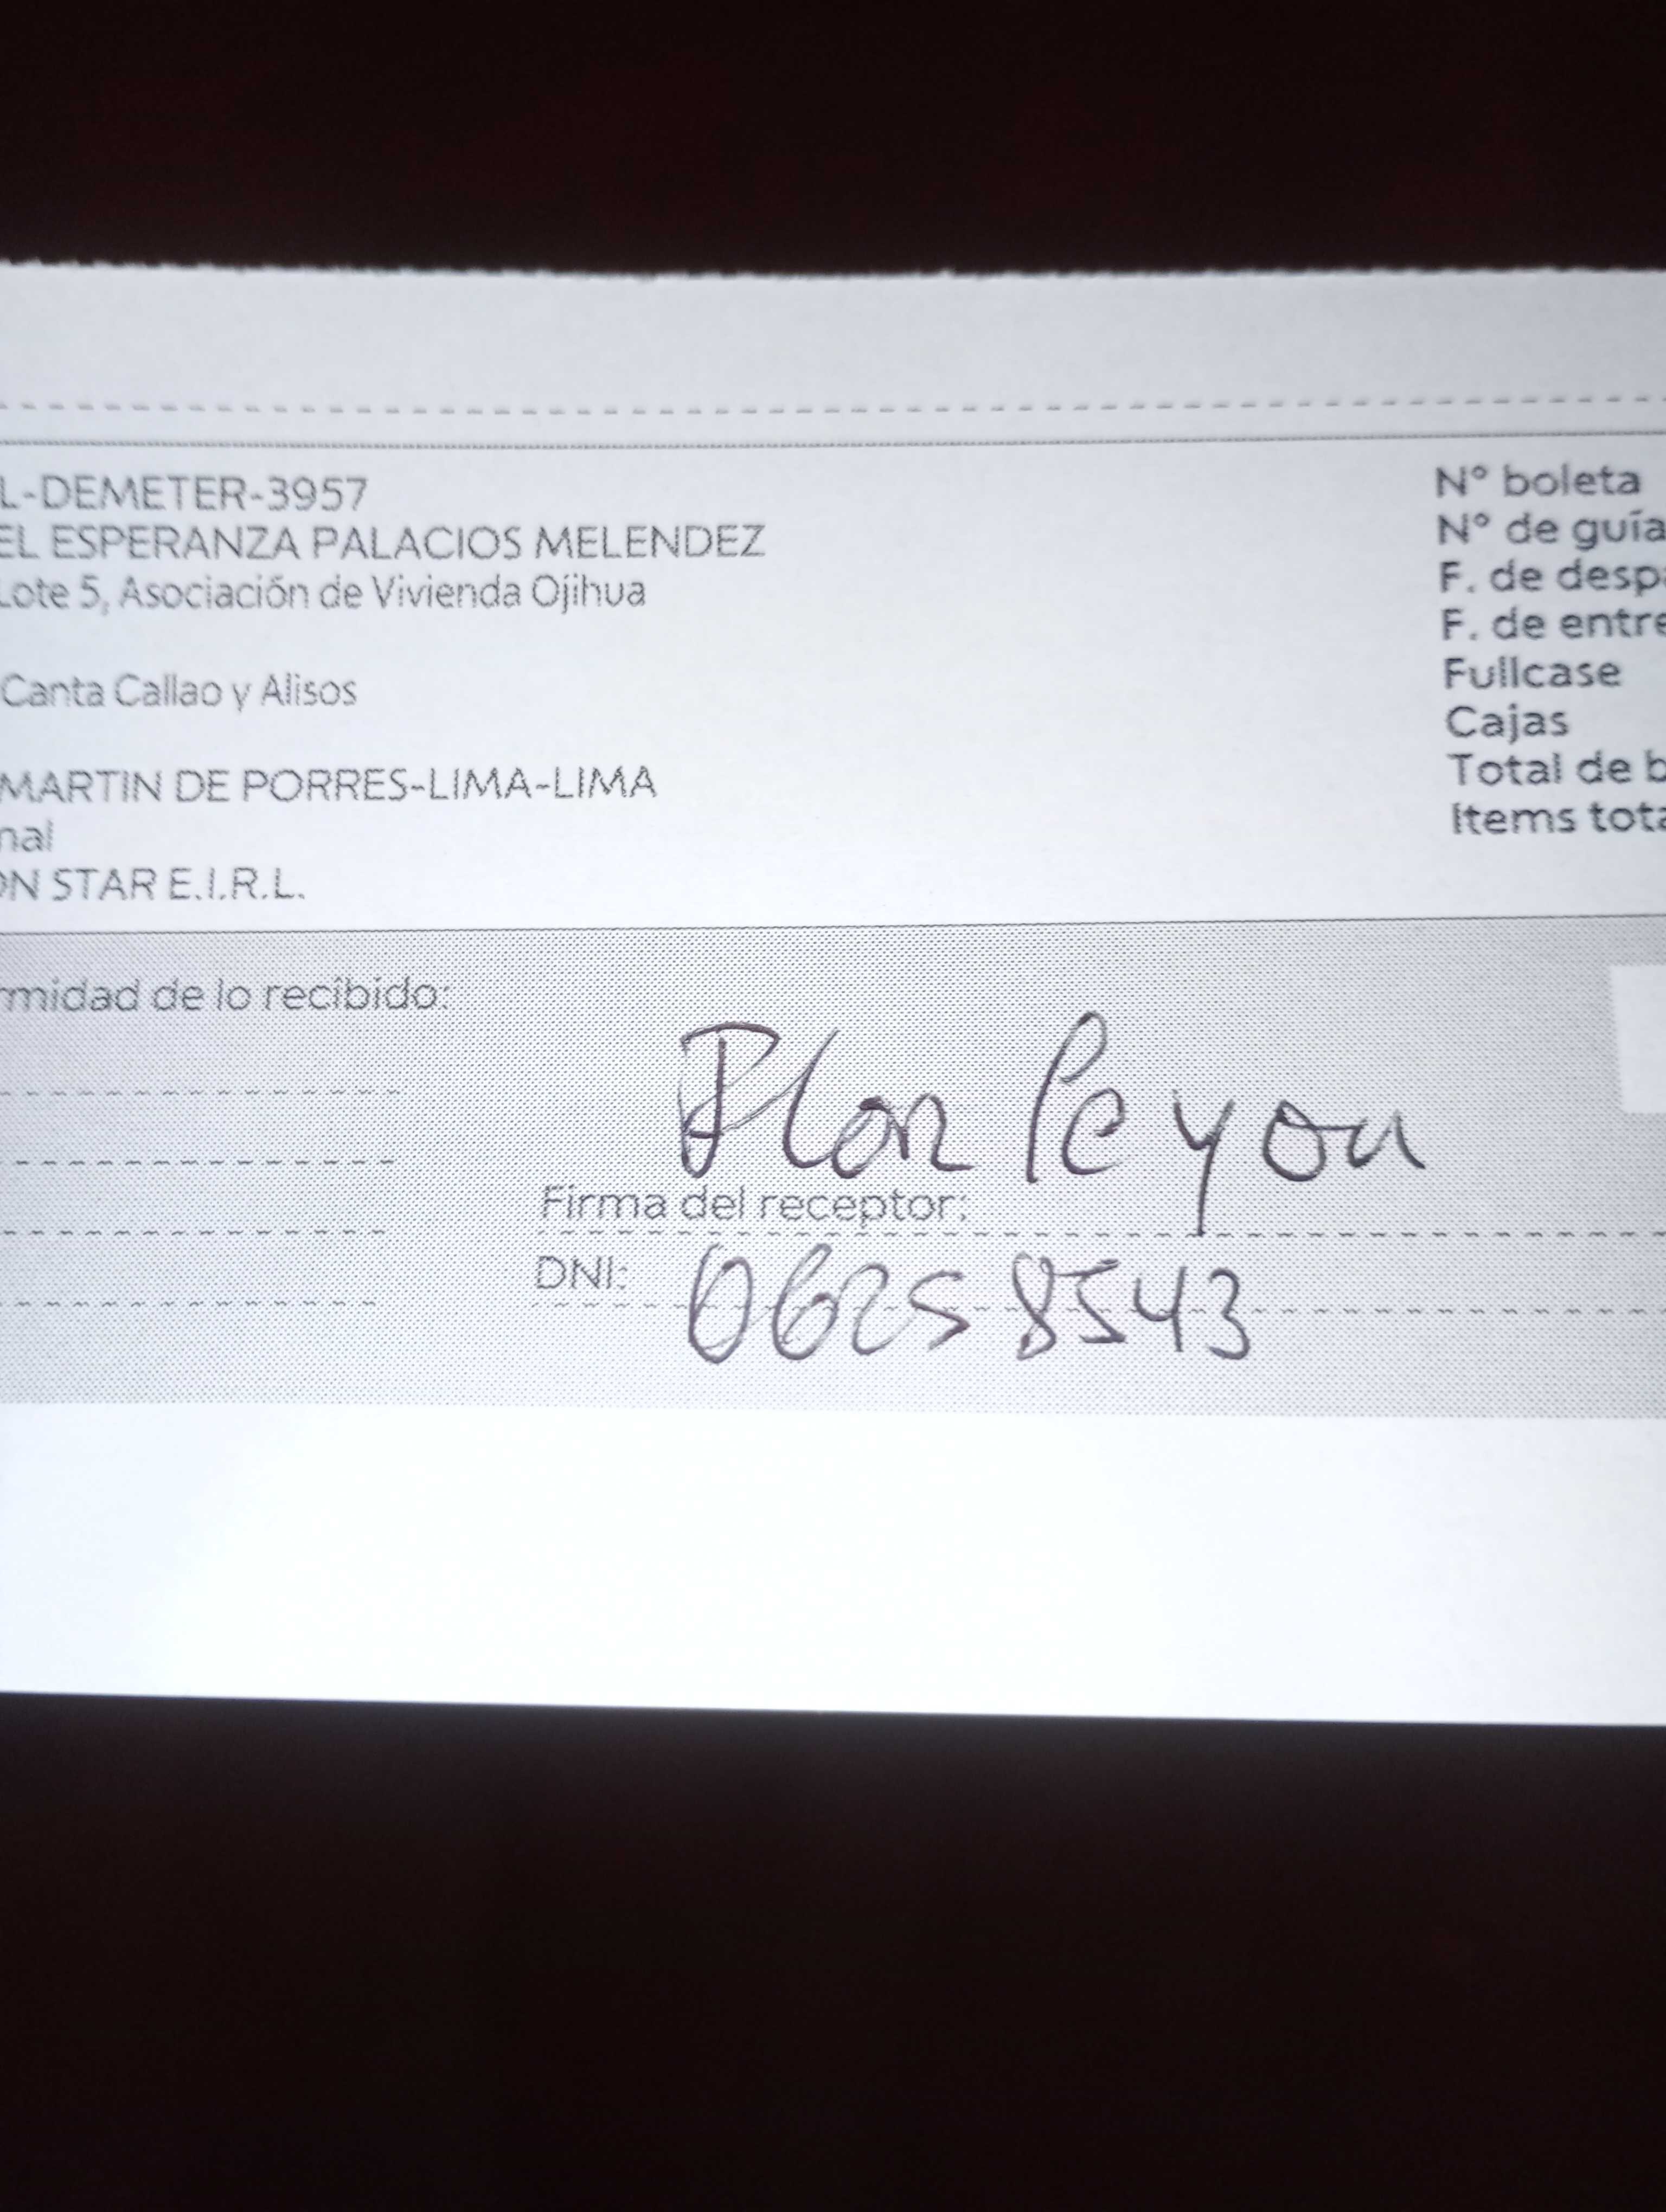 L-DEMETER-3957
EL ESPERANZA PALACIOS MELENDEZ
Lote 5, Asociación de Vivienda Ojihua
Canta Callao y Alisos
MARTIN DE PORRES-LIMA-LIMA
nal
ON STAR E.I.R.L.
N° boleta
N° de guía
F. de desp
F. de entre
Fullcase
Cajas
Total de b
Items tota
rmidad de lo recibido:
Flor Peyon
Firma del receptor:
DNI: 06258543